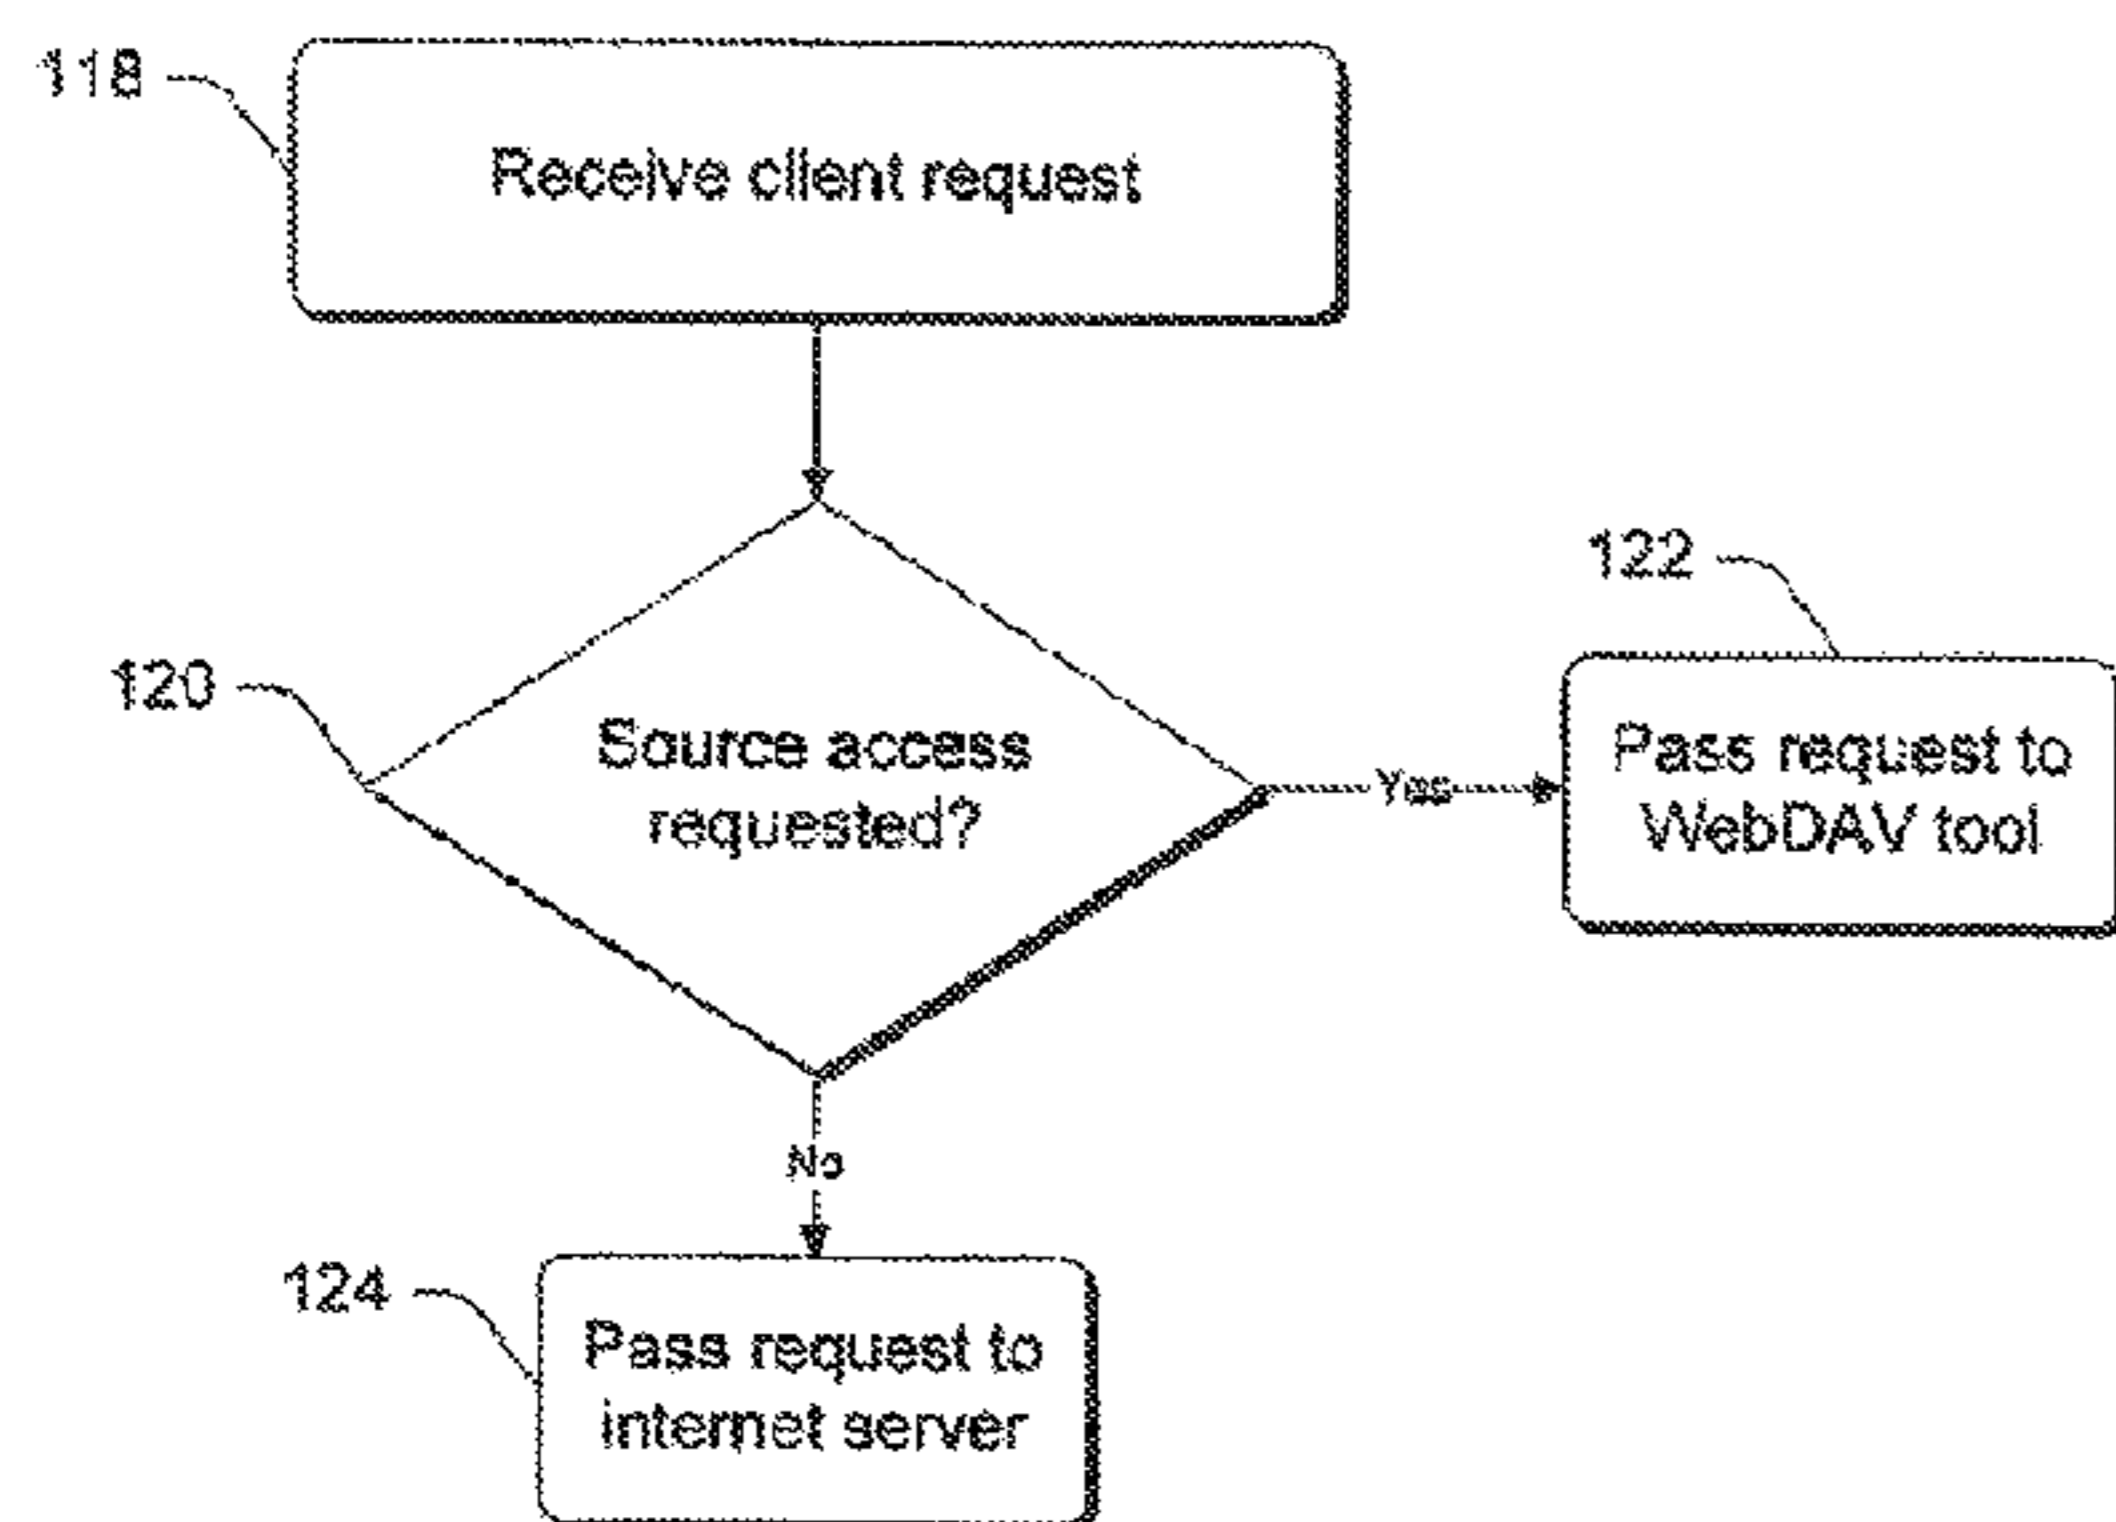 118
Receive client request
122
120
Source access
requested?
Yes
Pass request to
WebDAV tool
No
124
Pass request to
internet server